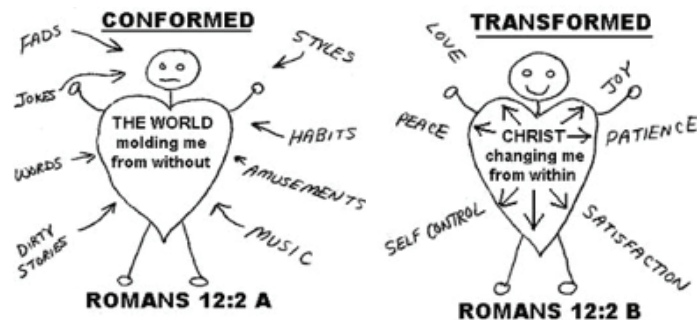 CONFORMED
FADS
STYLES
JOKES
THE WORLD
molding me
from without
HABITS
WORDS
AMUSEMENTS
DIRTY
STORIES
MUSIC
ROMANS 12:2 A
TRANSFORMED
LOVE
JOY
PEACE
CHRIST
changing me
from within
PATIENCE
SELF CONTROL
SATISFACTION
ROMANS 12:2 B